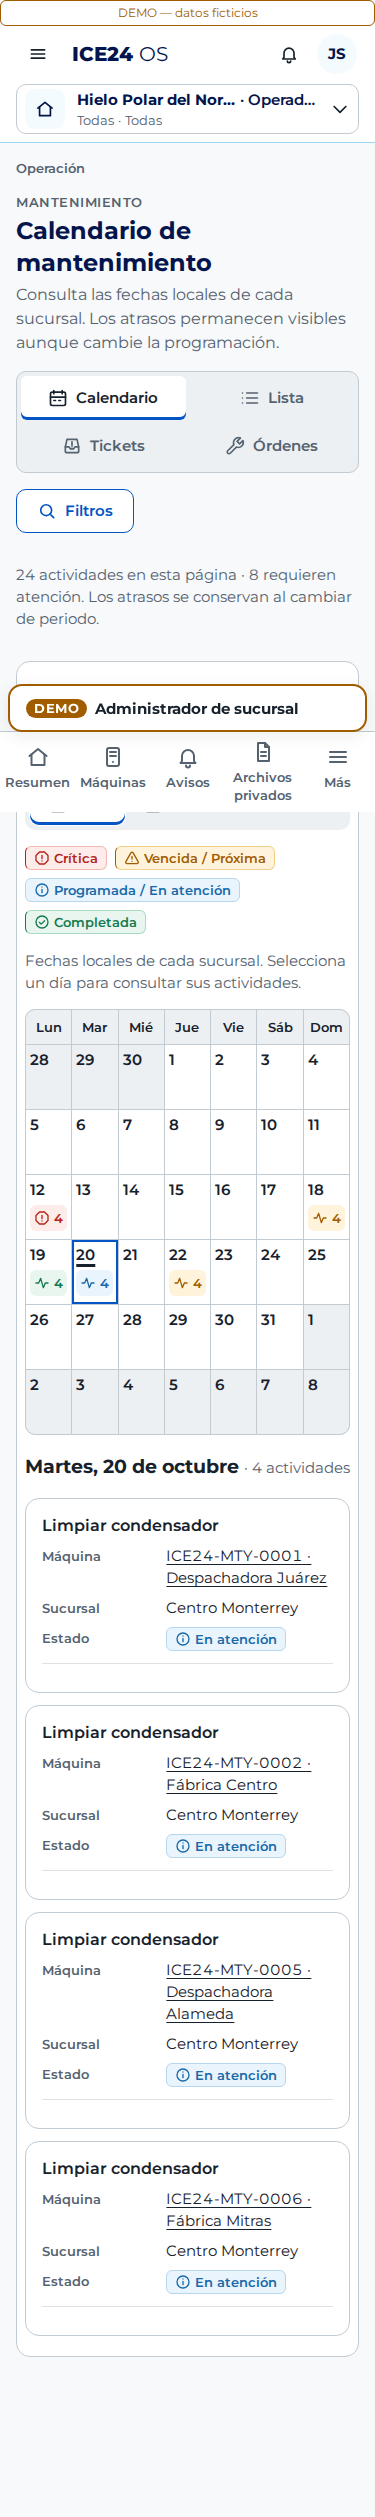 DEMO — datos ficticios
ICE24 OS
JS
Hielo Polar del Nor... · Operad...
Todas · Todas
Operación
MANTENIMIENTO
Calendario de
mantenimiento
Consulta las fechas locales de cada
sucursal. Los atrasos permanecen visibles
aunque cambie la programación.
Calendario Lista
Tickets Órdenes
Filtros
24 actividades en esta página · 8 requieren
atención. Los atrasos se conservan al cambiar
de periodo.
DEMO Administrador de sucursal
Resumen Máquinas Avisos Archivos privados Más
Crítica Vencida / Próxima
Programada / En atención
Completada
Fechas locales de cada sucursal. Selecciona
un día para consultar sus actividades.
Lun Mar Mié Jue Vie Sáb Dom
28 29 30 1 2 3 4
5 6 7 8 9 10 11
12 13 14 15 16 17 18
4 4
19 20 21 22 23 24 25
4 4 4
26 27 28 29 30 31 1
2 3 4 5 6 7 8
Martes, 20 de octubre · 4 actividades
Limpiar condensador
Máquina ICE24-MTY-0001 ·
Despachadora Juárez
Sucursal Centro Monterrey
Estado En atención
Limpiar condensador
Máquina ICE24-MTY-0002 ·
Fábrica Centro
Sucursal Centro Monterrey
Estado En atención
Limpiar condensador
Máquina ICE24-MTY-0005 ·
Despachadora
Alameda
Sucursal Centro Monterrey
Estado En atención
Limpiar condensador
Máquina ICE24-MTY-0006 ·
Fábrica Mitras
Sucursal Centro Monterrey
Estado En atención